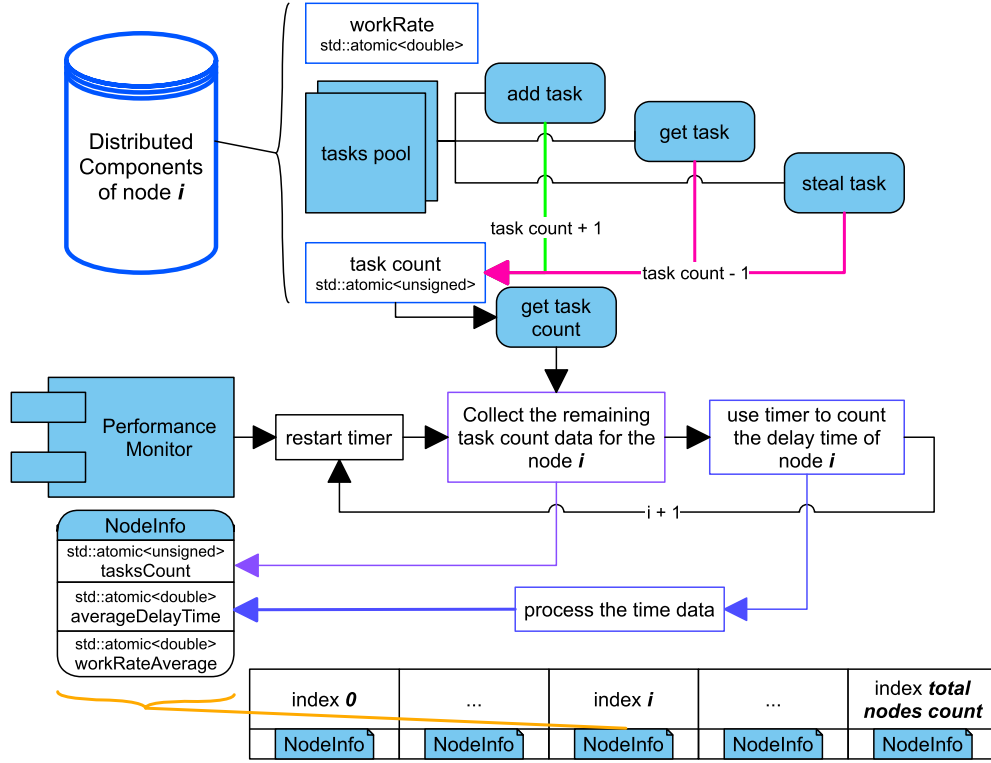 workRate
std::atomic<double>
Distributed
Components
of node i
tasks pool
add task
get task
steal task
task count + 1
task count - 1
task count
std::atomic<unsigned>
get task
count
Performance
Monitor
restart timer
Collect the remaining
task count data for the
node i
use timer to count
the delay time of
node i
i + 1
NodeInfo
std::atomic<unsigned>
tasksCount
std::atomic<double>
averageDelayTime
std::atomic<double>
workRateAverage
process the time data
index 0
...
index i
...
index total
nodes count
NodeInfo
NodeInfo
NodeInfo
NodeInfo
NodeInfo